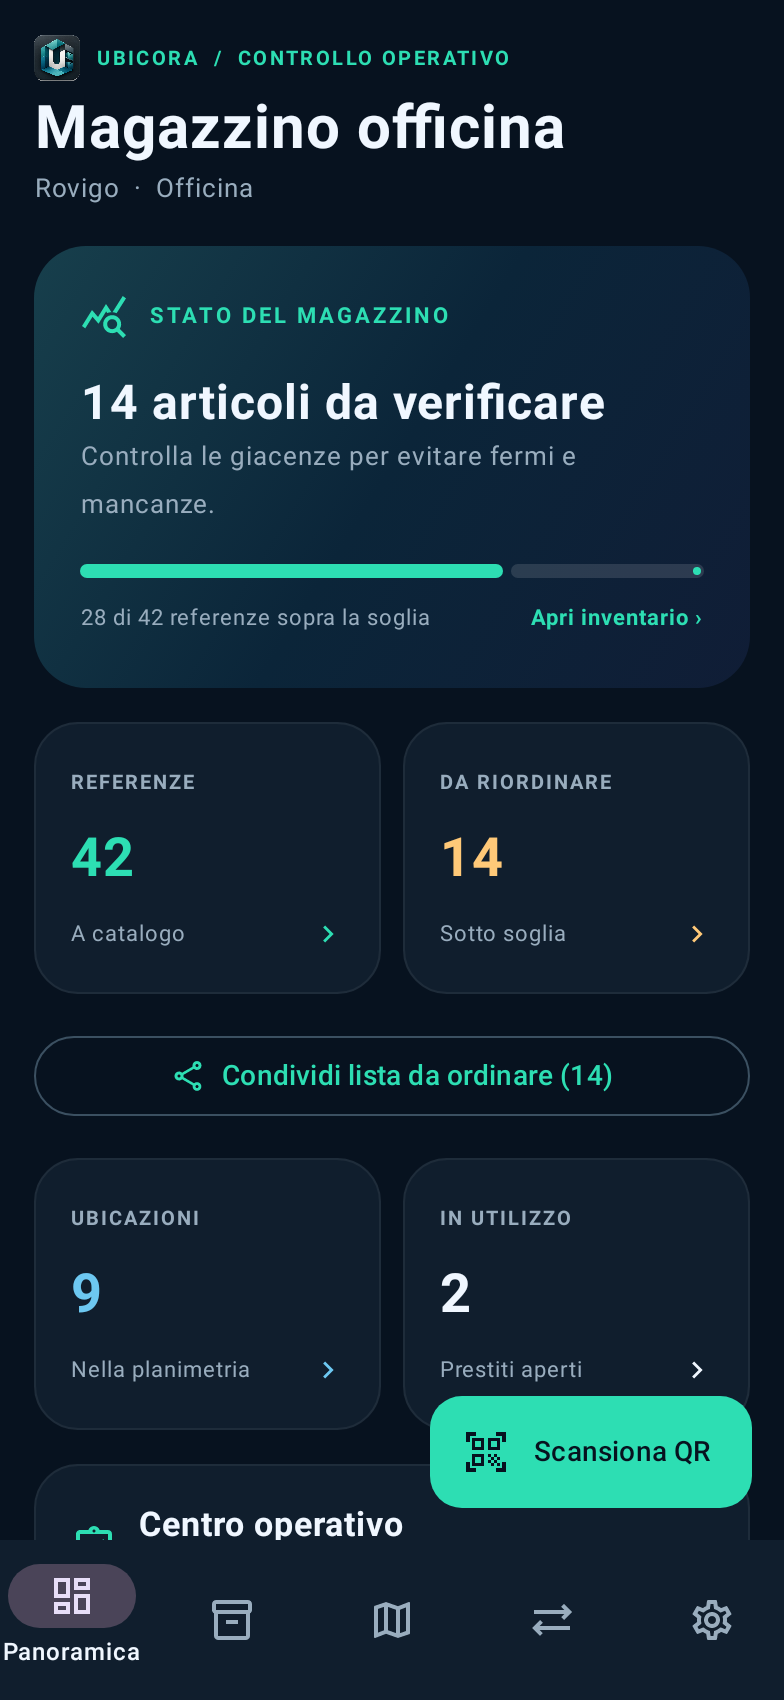 UBICORA / CONTROLLO OPERATIVO
Magazzino officina
Rovigo · Officina
STATO DEL MAGAZZINO
14 articoli da verificare
Controlla le giacenze per evitare fermi e
mancanze.
28 di 42 referenze sopra la soglia
Apri inventario ›
REFERENZE
42
A catalogo
DA RIORDINARE
14
Sotto soglia
Condividi lista da ordinare (14)
UBICAZIONI
9
Nella planimetria
IN UTILIZZO
2
Prestiti aperti
Scansiona QR
Centro operativo
Panoramica